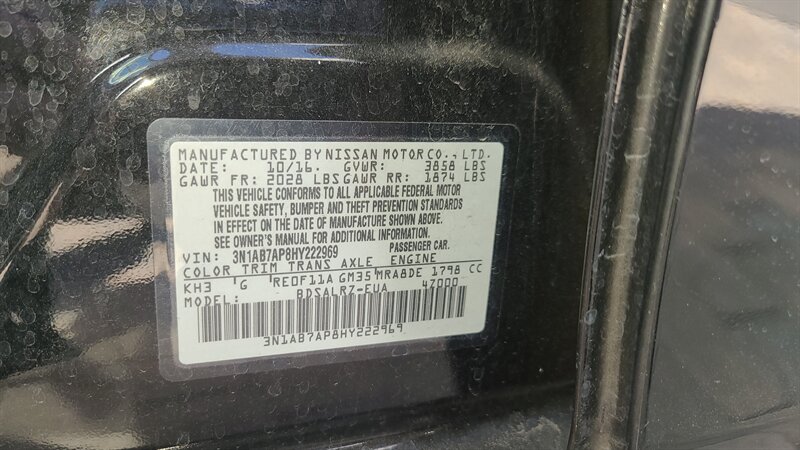 MANUFACTURED BY NISSAN MOTOR CO., LTD.
DATE: 10/16. GVWR: 3858 LBS
GAWR FR: 2028 LBS GAWR RR: 1874 LBS
THIS VEHICLE CONFORMS TO ALL APPLICABLE FEDERAL MOTOR
VEHICLE SAFETY, BUMPER AND THEFT PREVENTION STANDARDS
IN EFFECT ON THE DATE OF MANUFACTURE SHOWN ABOVE.
SEE OWNER'S MANUAL FOR ADDITIONAL INFORMATION.
VIN: 3N1AB7AP8HY222969 PASSENGER CAR.
COLOR TRIM TRANS AXLE ENGINE
KH3 G RE0F11A GM35 MRA8DE 1798 CC
MODEL: BDSALRZ-EUA 47000
3N1AB7AP8HY222969